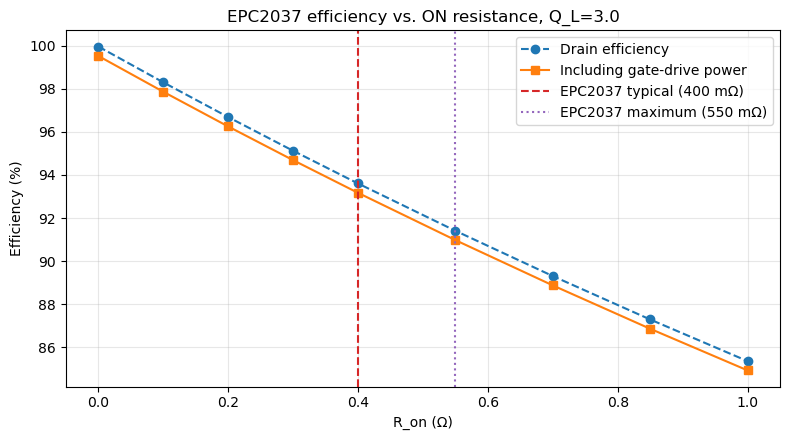 EPC2037 efficiency vs. ON resistance, Q_L=3.0
Drain efficiency
Including gate-drive power
EPC2037 typical (400 mΩ)
EPC2037 maximum (550 mΩ)
Efficiency (%)
100
98
96
94
92
90
88
86
0.0 0.2 0.4 0.6 0.8 1.0
R_on (Ω)